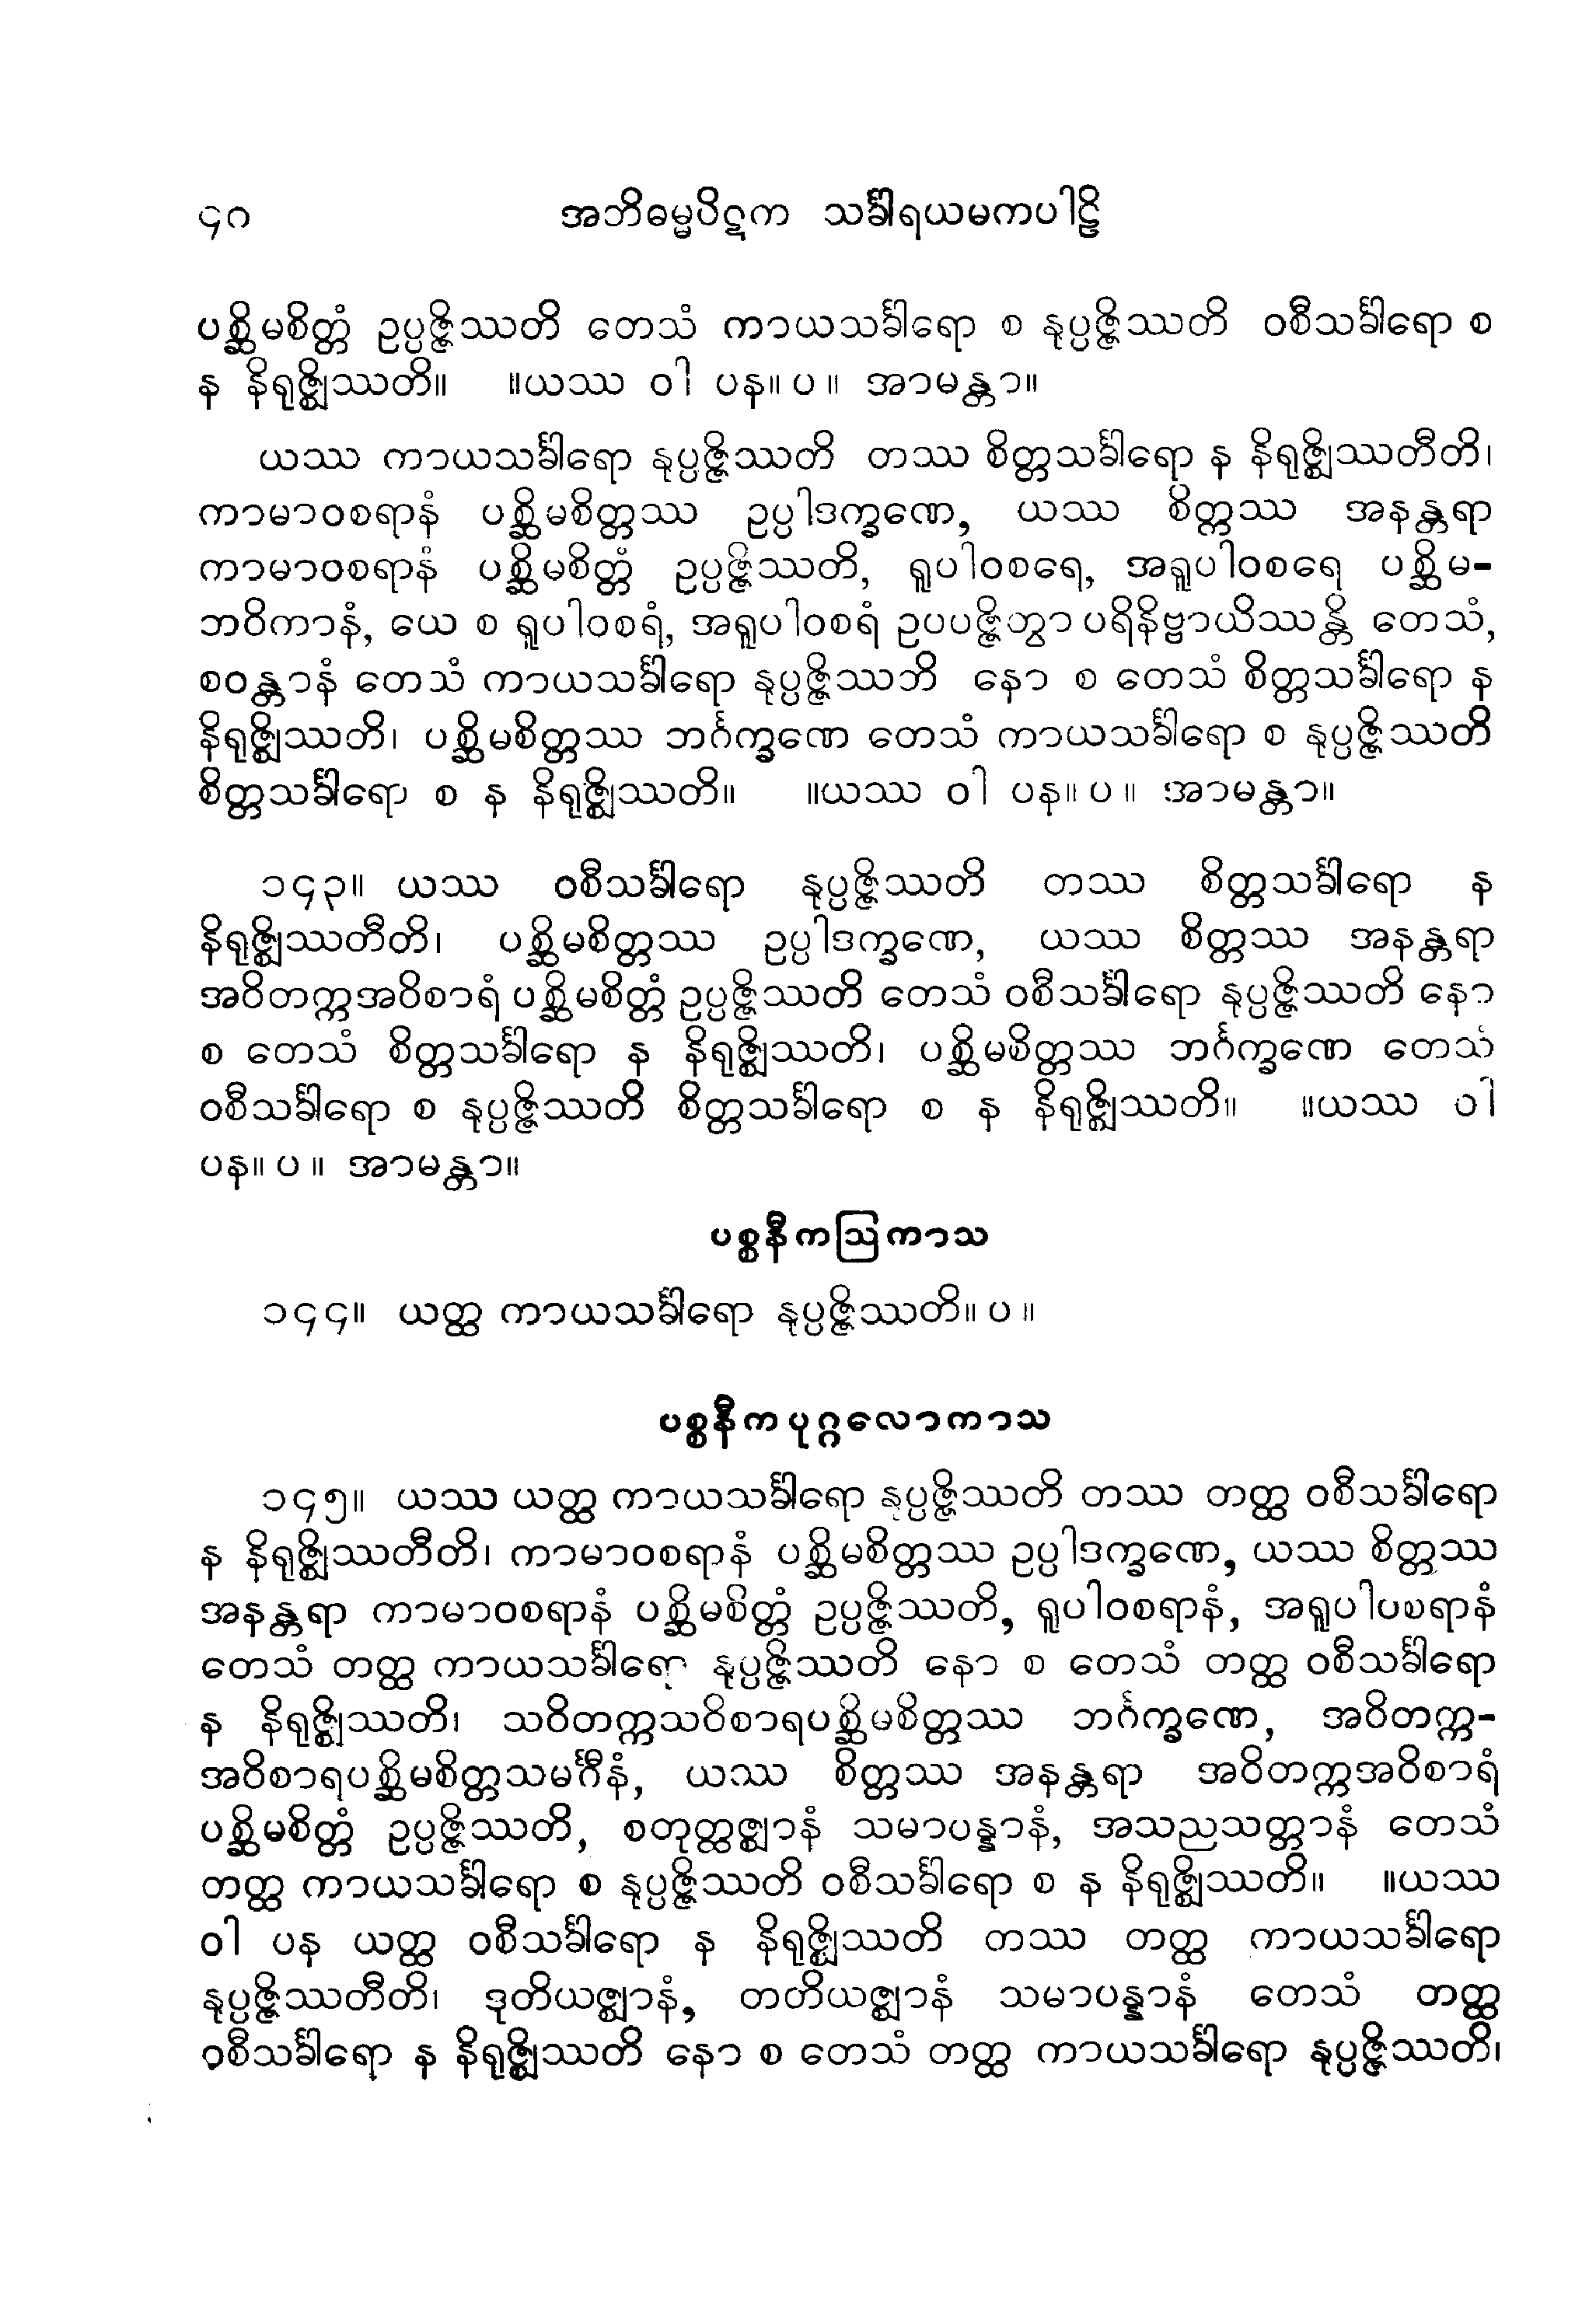 ၄၈ အဘိဓမ္မပိဋက သင်္ခါရယမကပါဠိ
ပစ္ဆိမစိတ္တံ ဥပ္ပဇ္ဇိဿတိ တေသံ ကာယသင်္ခါရော စ နုပ္ပဇ္ဇိဿတိ ဝစီသင်္ခါရော စ
န နိရုဇ္ဈိဿတိ။ ။ယဿ ဝါ ပန။ပ။ အာမန္တာ။
ယဿ ကာယသင်္ခါရော နုပ္ပဇ္ဇိဿတိ တဿ စိတ္တသင်္ခါရော န နိရုဇ္ဈိဿတီတိ၊
ကာမာဝစရာနံ ပစ္ဆိမစိတ္တဿ ဥပ္ပါဒက္ခဏေ, ယဿ စိတ္တဿ အနန္တရာ
ကာမာဝစရာနံ ပစ္ဆိမစိတ္တံ ဥပ္ပဇ္ဇိဿတိ, ရူပါဝစရေ, အရူပါဝစရေ ပစ္ဆိမ-
ဘဝိကာနံ, ယေ စ ရူပါဝစရံ, အရူပါဝစရံ ဥပပဇ္ဇိတွာ ပရိနိဗ္ဗာယိဿန္တိ တေသံ,
စဝန္တာနံ တေသံ ကာယသင်္ခါရော နုပ္ပဇ္ဇိဿဘိ နော စ တေသံ စိတ္တသင်္ခါရော န
နိရုဇ္ဈိဿတိ၊ ပစ္ဆိမစိတ္တဿ ဘင်္ဂက္ခဏေ တေသံ ကာယသင်္ခါရော စ နုပ္ပဇ္ဇိဿတိ
စိတ္တသင်္ခါရော စ န နိရုဇ္ဈိဿတိ။ ။ယဿ ဝါ ပန။ပ။ အာမန္တာ။
၁၄၃။ ယဿ ဝစီသင်္ခါရော နုပ္ပဇ္ဇိဿတိ တဿ စိတ္တသင်္ခါရော န
နိရုဇ္ဈိဿတီတိ၊ ပစ္ဆိမစိတ္တဿ ဥပ္ပါဒက္ခဏေ, ယဿ စိတ္တဿ အနန္တရာ
အဝိတက္ကအဝိစာရံ ပစ္ဆိမစိတ္တံ ဥပ္ပဇ္ဇိဿတိ တေသံ ဝစီသင်္ခါရော နုပ္ပဇ္ဇိဿတိ နော
စ တေသံ စိတ္တသင်္ခါရော န နိရုဇ္ဈိဿတိ၊ ပစ္ဆိမစိတ္တဿ ဘင်္ဂက္ခဏေ တေသံ
ဝစီသင်္ခါရော စ နုပ္ပဇ္ဇိဿတိ စိတ္တသင်္ခါရော စ န နိရုဇ္ဈိဿတိ။ ။ယဿ ဝါ
ပန။ပ။ အာမန္တာ။
ပစ္စနီကဩကာသ
၁၄၄။ ယတ္ထ ကာယသင်္ခါရော နုပ္ပဇ္ဇိဿတိ။ပ။
ပစ္စနီကပုဂ္ဂလောကာသ
၁၄၅။ ယဿ ယတ္ထ ကာယသင်္ခါရော နုပ္ပဇ္ဇိဿတိ တဿ တတ္ထ ဝစီသင်္ခါရော
န နိရုဇ္ဈိဿတီတိ၊ ကာမာဝစရာနံ ပစ္ဆိမစိတ္တဿ ဥပ္ပါဒက္ခဏေ, ယဿ စိတ္တဿ
အနန္တရာ ကာမာဝစရာနံ ပစ္ဆိမစိတ္တံ ဥပ္ပဇ္ဇိဿတိ, ရူပါဝစရာနံ, အရူပါဝစရာနံ
တေသံ တတ္ထ ကာယသင်္ခါရော နုပ္ပဇ္ဇိဿတိ နော စ တေသံ တတ္ထ ဝစီသင်္ခါရော
န နိရုဇ္ဈိဿတိ၊ သဝိတက္ကသဝိစာရပစ္ဆိမစိတ္တဿ ဘင်္ဂက္ခဏေ, အဝိတက္က-
အဝိစာရပစ္ဆိမစိတ္တသမင်္ဂီနံ, ယဿ စိတ္တဿ အနန္တရာ အဝိတက္ကအဝိစာရံ
ပစ္ဆိမစိတ္တံ ဥပ္ပဇ္ဇိဿတိ, စတုတ္ထဇ္ဈာနံ သမာပန္နာနံ, အသညသတ္တာနံ တေသံ
တတ္ထ ကာယသင်္ခါရော စ နုပ္ပဇ္ဇိဿတိ ဝစီသင်္ခါရော စ န နိရုဇ္ဈိဿတိ။ ။ယဿ
ဝါ ပန ယတ္ထ ဝစီသင်္ခါရော န နိရုဇ္ဈိဿတိ တဿ တတ္ထ ကာယသင်္ခါရော
နုပ္ပဇ္ဇိဿတီတိ၊ ဒုတိယဇ္ဈာနံ, တတိယဇ္ဈာနံ သမာပန္နာနံ တေသံ တတ္ထ
ဝစီသင်္ခါရော န နိရုဇ္ဈိဿတိ နော စ တေသံ တတ္ထ ကာယသင်္ခါရော နုပ္ပဇ္ဇိဿတိ၊